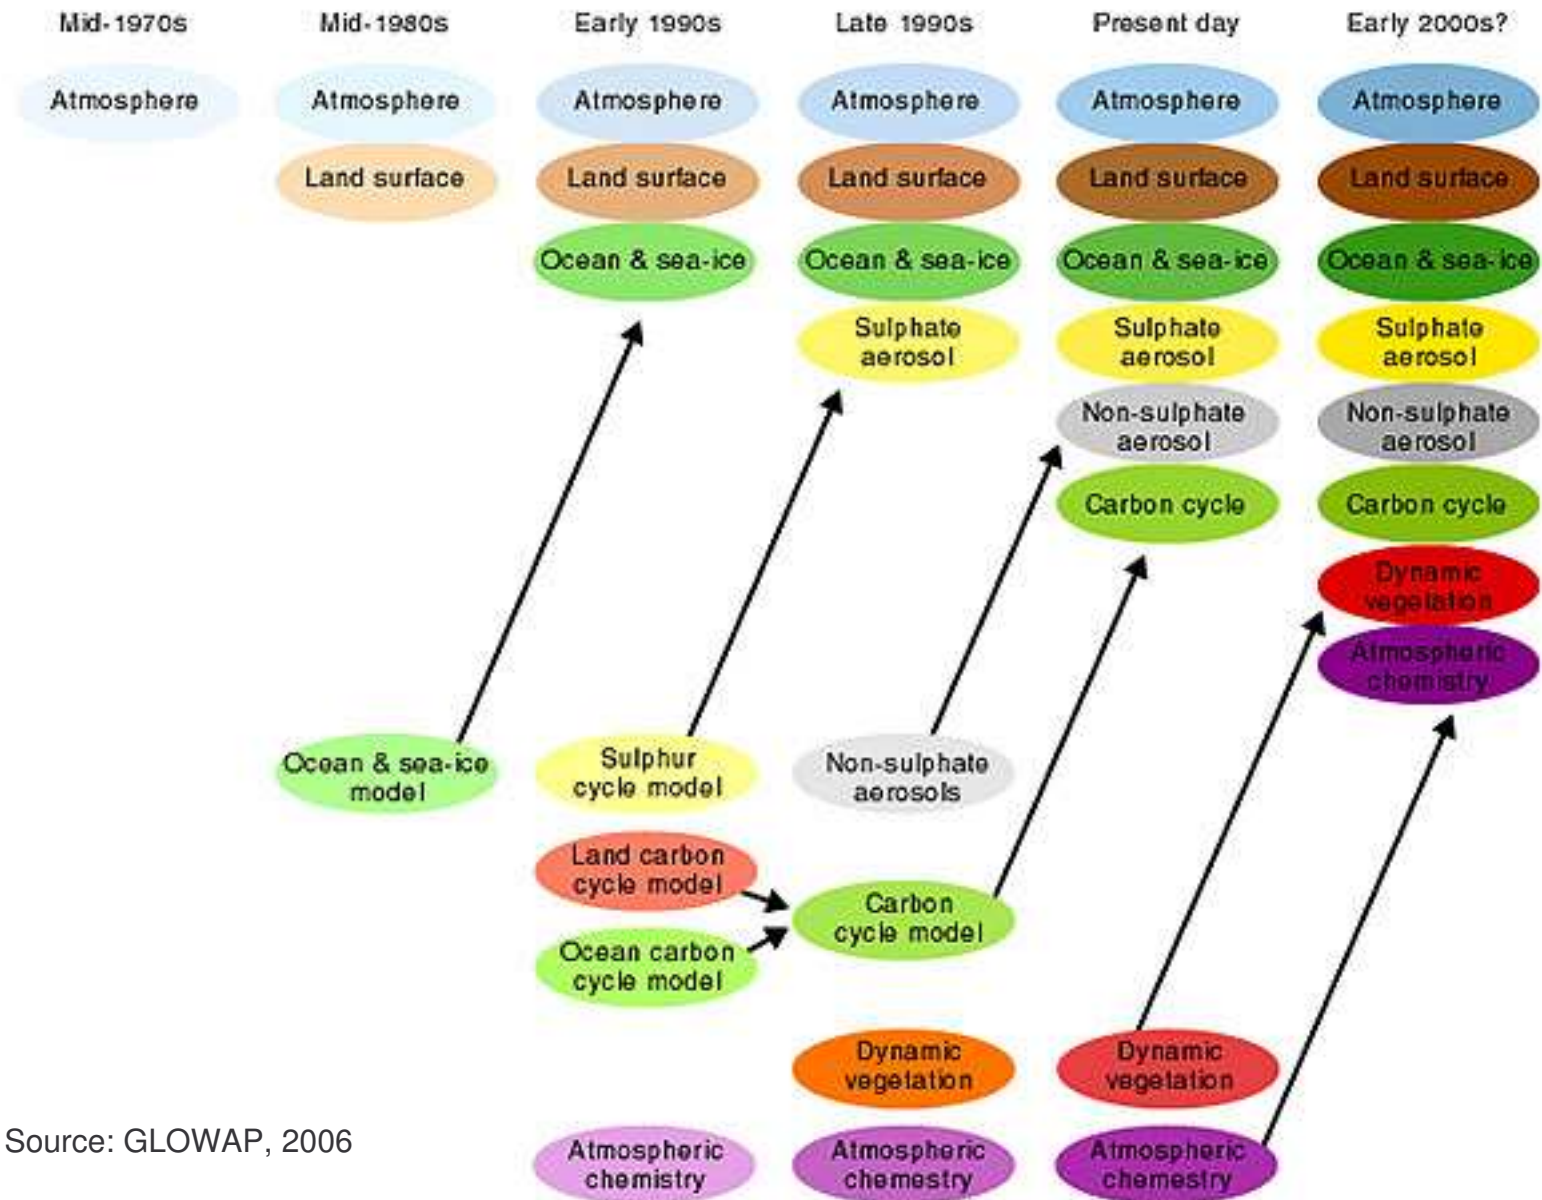 Mid-1970s
Mid-1980s
Early 1990s
Late 1990s
Present day
Early 2000s?
Atmosphere
Atmosphere
Atmosphere
Atmosphere
Atmosphere
Atmosphere
Land surface
Land surface
Land surface
Land surface
Land surface
Ocean & sea-ice
Ocean & sea-ice
Ocean & sea-ice
Ocean & sea-ice
Sulphate
aerosol
Sulphate
aerosol
Sulphate
aerosol
Non-sulphate
aerosol
Non-sulphate
aerosol
Carbon cycle
Carbon cycle
Dynamic
vegetation
Atmospheric
chemistry
Ocean & sea-ice
model
Sulphur
cycle model
Non-sulphate
aerosols
Land carbon
cycle model
Carbon
cycle model
Ocean carbon
cycle model
Dynamic
vegetation
Dynamic
vegetation
Source: GLOWAP, 2006
Atmospheric
chemistry
Atmospheric
chemestry
Atmospheric
chemestry